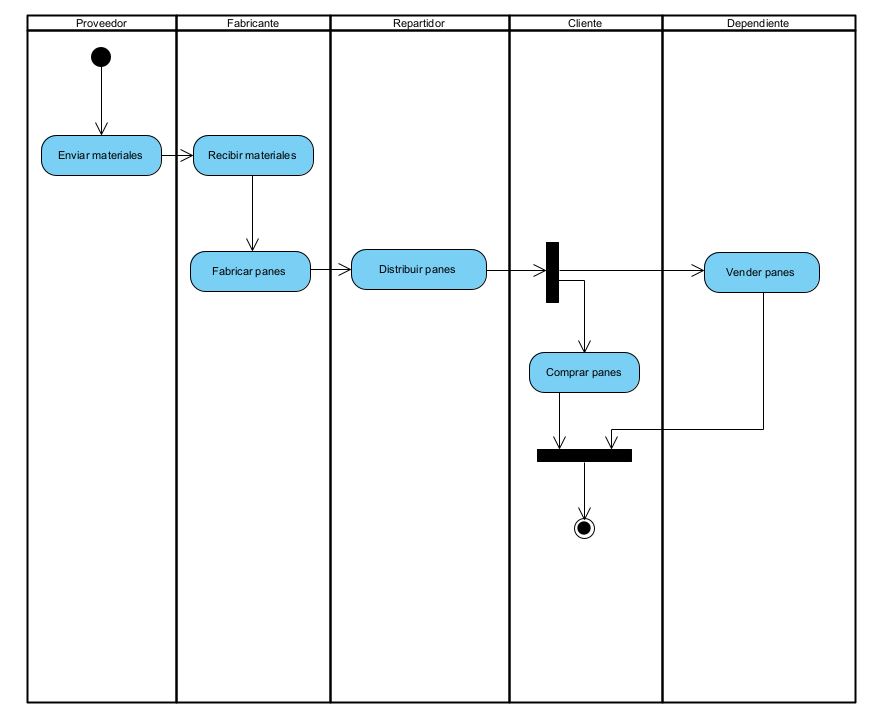 Proveedor
Fabricante
Repartidor
Cliente
Dependiente
Enviar materiales
Recibir materiales
Fabricar panes
Distribuir panes
Vender panes
Comprar panes